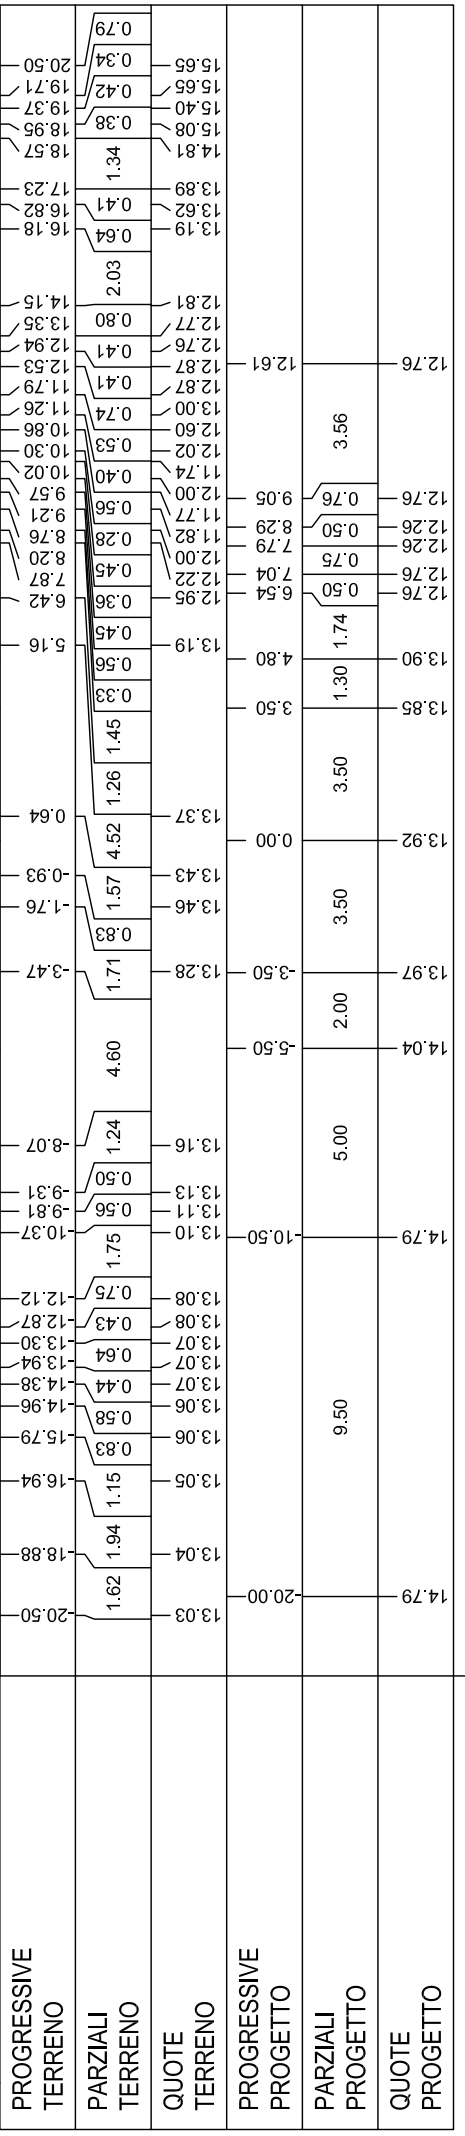 PROGRESSIVE
TERRENO
-20.50 -18.88 -16.94 -15.79 -14.96 -14.38 -13.94 -13.30 -12.87 -12.12 -10.37 -9.81 -9.31 -8.07 -3.47 -1.76 -0.93 0.64 5.16 6.42 7.87 8.20 8.76 9.21 9.57 10.02 10.30 10.86 11.26 11.79 12.53 12.94 13.35 14.15 16.18 16.82 17.23 18.57 18.95 19.37 19.71 20.50
PARZIALI
TERRENO
1.62 1.94 1.15 0.83 0.58 0.44 0.64 0.43 0.75 1.75 0.56 0.50 1.24 4.60 1.71 0.83 1.57 4.52 1.26 1.45 0.33 0.56 0.45 0.36 0.45 0.28 0.56 0.40 0.53 0.74 0.41 0.41 0.80 2.03 0.64 0.41 1.34 0.38 0.42 0.34 0.79
QUOTE
TERRENO
13.03 13.04 13.05 13.06 13.06 13.07 13.07 13.07 13.08 13.08 13.10 13.11 13.13 13.16 13.28 13.46 13.43 13.37 13.19 12.95 12.22 12.00 11.82 11.77 12.00 11.74 12.02 12.60 13.00 12.87 12.87 12.76 12.77 12.81 13.19 13.62 13.89 14.81 15.08 15.40 15.65 15.65
PROGRESSIVE
PROGETTO
-20.00 -10.50 -5.50 -3.50 0.00 3.50 4.80 6.54 7.04 7.79 8.29 9.05 12.61
PARZIALI
PROGETTO
9.50 5.00 2.00 3.50 3.50 1.30 1.74 0.50 0.75 0.50 0.76 3.56
QUOTE
PROGETTO
14.79 14.79 14.04 13.97 13.92 13.85 13.90 12.76 12.76 12.26 12.26 12.76 12.76